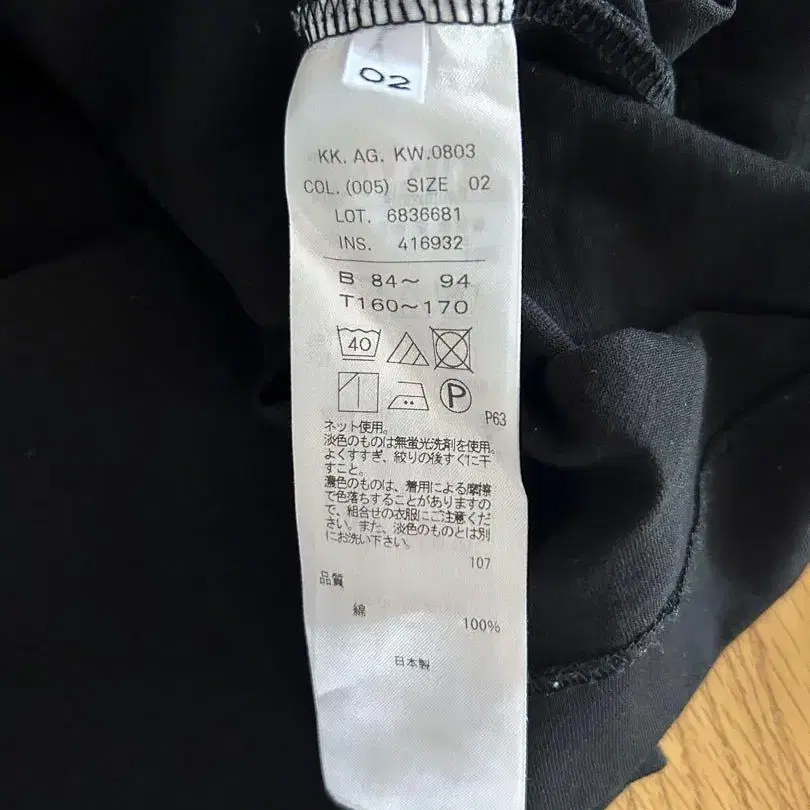 02
KK. AG. KW.0803
COL. (005) SIZE 02
LOT. 6836681
INS. 416932
B 84～ 94
T160～170
40
P
P63
ネット使用。
淡色のものは無蛍光洗剤を使用。
よくすすぎ、絞りの後すぐに干
すこと。
濃色のものは、着用による摩擦
で色落ちすることがありますの
で、組合せの衣服にご注意くだ
さい。また、淡色のものとは別
にお洗い下さい。
107
品質
綿
100%
日本製